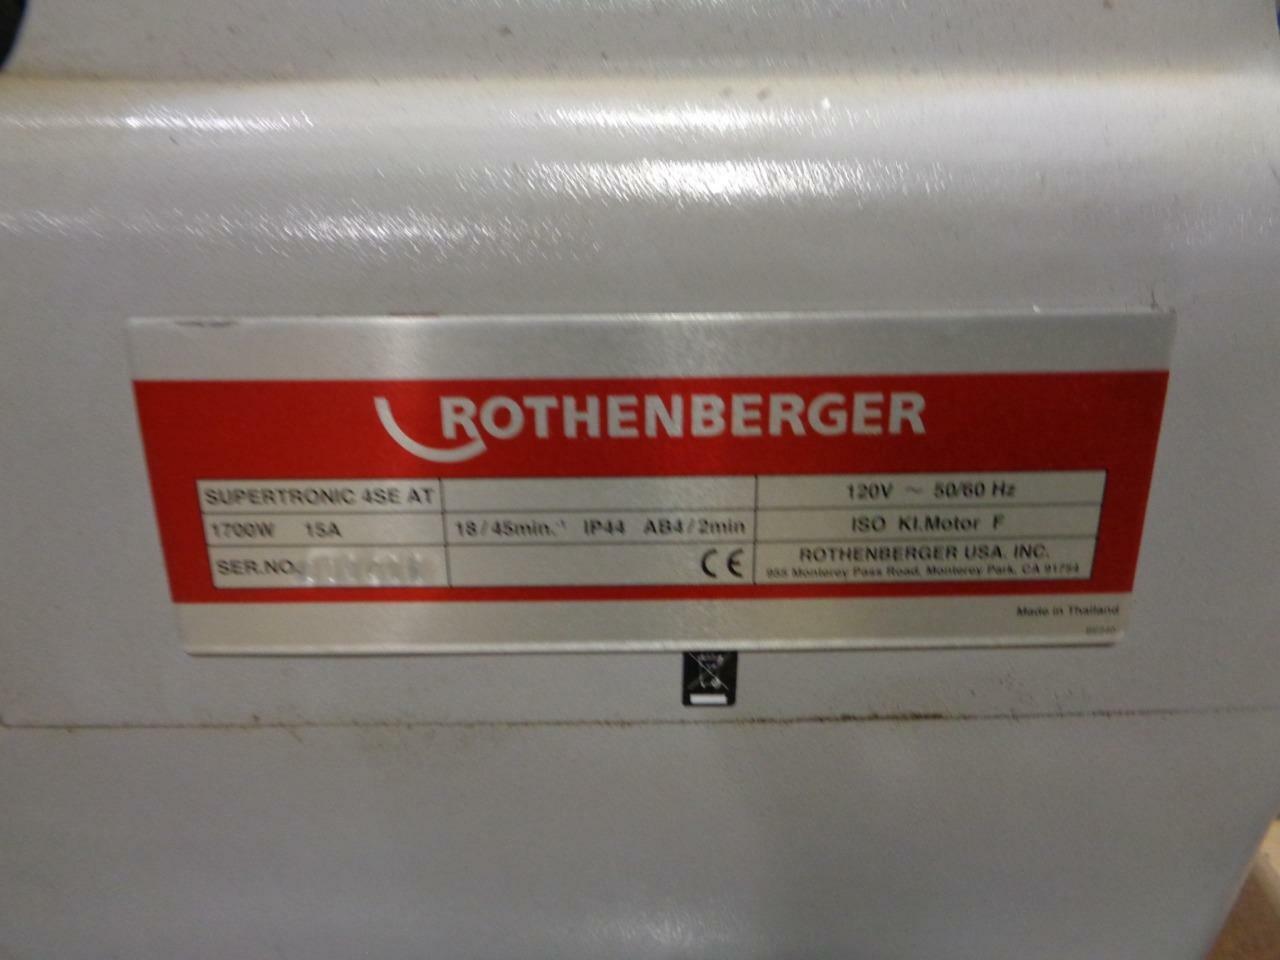 ROTHENBERGER
SUPERTRONIC 4SE AT
120V ~ 50/60 Hz
1700W 15A
18/45min.⁻¹ IP44 AB4/2min
ISO Kl.Motor F
SER.NO.
CE
ROTHENBERGER USA. INC.
955 Monterey Pass Road, Monterey Park, CA 91754
Made in Thailand